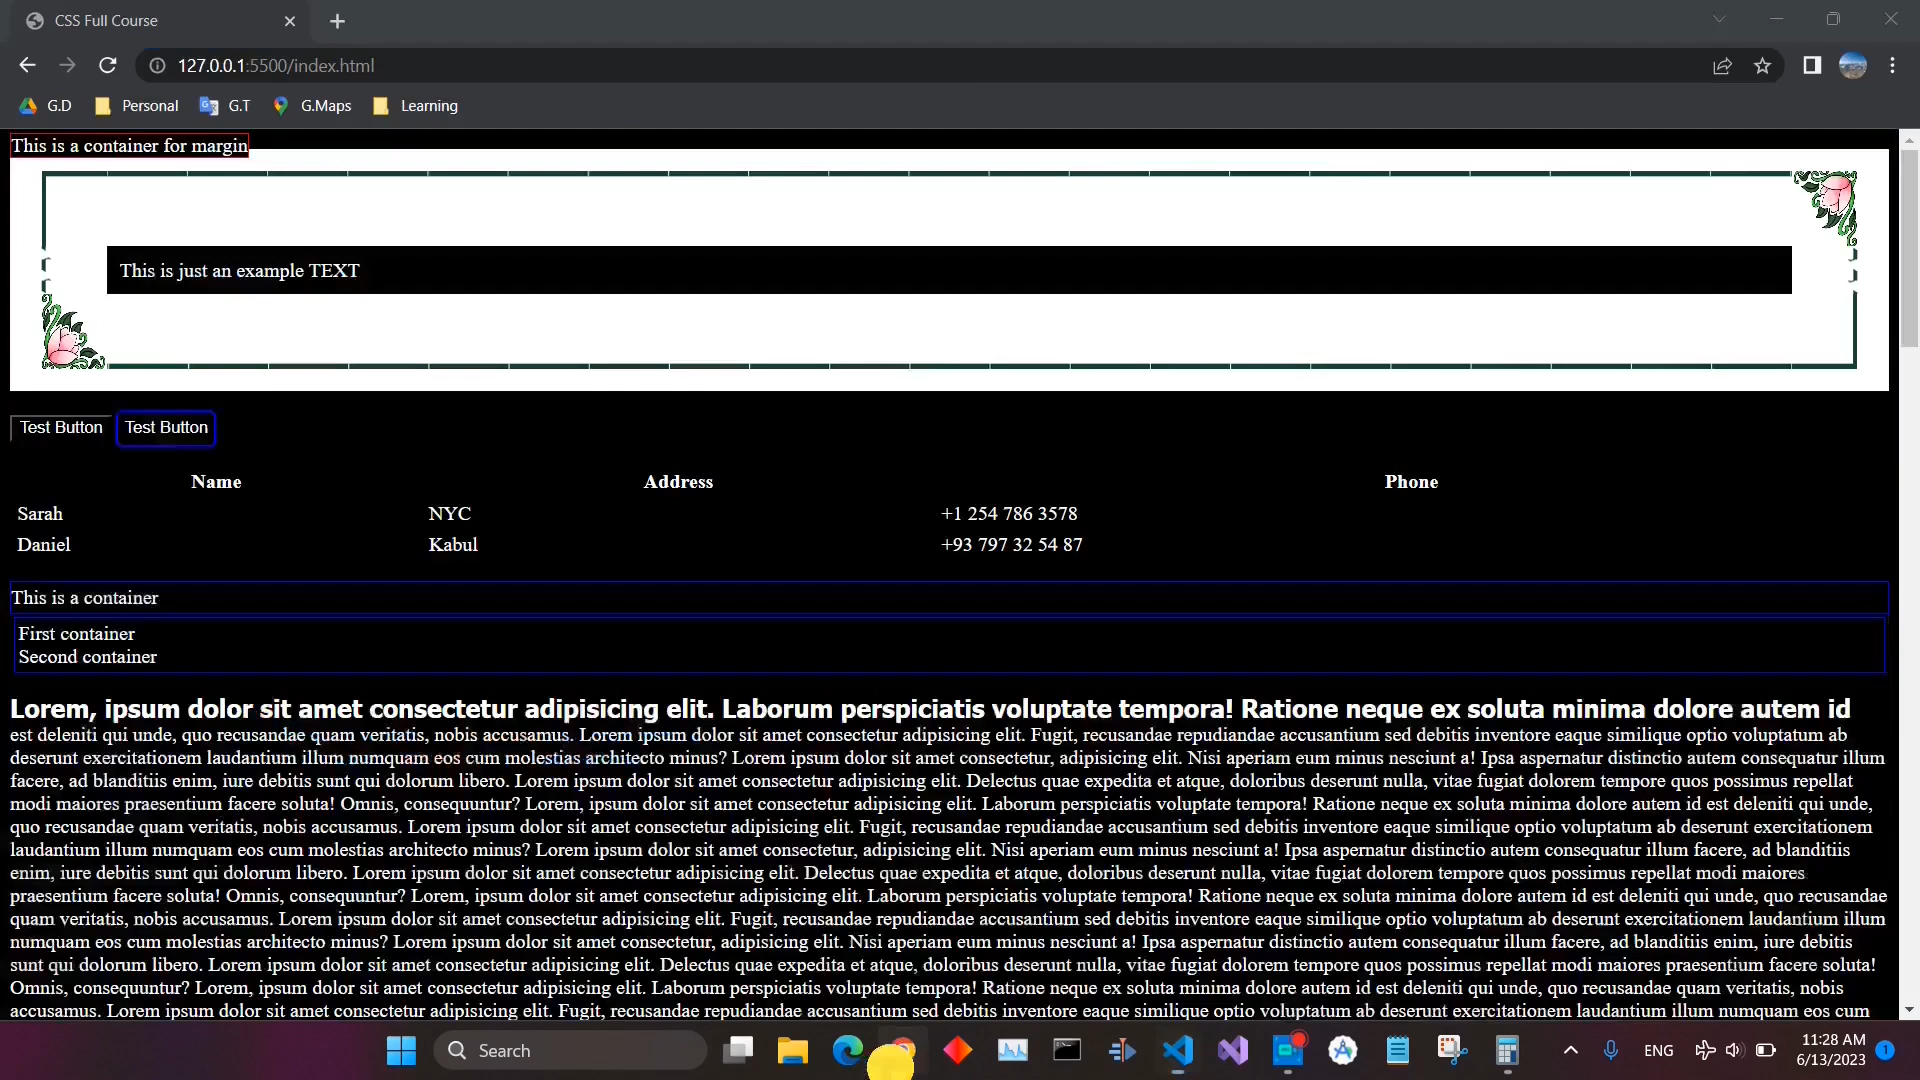 CSS Full Course
127.0.0.1:5500/index.html
G.D Personal G.T G.Maps Learning
This is a container for margin
This is just an example TEXT
Test Button Test Button
Name Address Phone
Sarah NYC +1 254 786 3578
Daniel Kabul +93 797 32 54 87
This is a container
First container
Second container
Lorem, ipsum dolor sit amet consectetur adipisicing elit. Laborum perspiciatis voluptate tempora! Ratione neque ex soluta minima dolore autem id
est deleniti qui unde, quo recusandae quam veritatis, nobis accusamus. Lorem ipsum dolor sit amet consectetur adipisicing elit. Fugit, recusandae repudiandae accusantium sed debitis inventore eaque similique optio voluptatum ab
deserunt exercitationem laudantium illum numquam eos cum molestias architecto minus? Lorem ipsum dolor sit amet consectetur, adipisicing elit. Nisi aperiam eum minus nesciunt a! Ipsa aspernatur distinctio autem consequatur illum
facere, ad blanditiis enim, iure debitis sunt qui dolorum libero. Lorem ipsum dolor sit amet consectetur adipisicing elit. Delectus quae expedita et atque, doloribus deserunt nulla, vitae fugiat dolorem tempore quos possimus repellat
modi maiores praesentium facere soluta! Omnis, consequuntur? Lorem, ipsum dolor sit amet consectetur adipisicing elit. Laborum perspiciatis voluptate tempora! Ratione neque ex soluta minima dolore autem id est deleniti qui unde,
quo recusandae quam veritatis, nobis accusamus. Lorem ipsum dolor sit amet consectetur adipisicing elit. Fugit, recusandae repudiandae accusantium sed debitis inventore eaque similique optio voluptatum ab deserunt exercitationem
laudantium illum numquam eos cum molestias architecto minus? Lorem ipsum dolor sit amet consectetur, adipisicing elit. Nisi aperiam eum minus nesciunt a! Ipsa aspernatur distinctio autem consequatur illum facere, ad blanditiis
enim, iure debitis sunt qui dolorum libero. Lorem ipsum dolor sit amet consectetur adipisicing elit. Delectus quae expedita et atque, doloribus deserunt nulla, vitae fugiat dolorem tempore quos possimus repellat modi maiores
praesentium facere soluta! Omnis, consequuntur? Lorem, ipsum dolor sit amet consectetur adipisicing elit. Laborum perspiciatis voluptate tempora! Ratione neque ex soluta minima dolore autem id est deleniti qui unde, quo recusandae
quam veritatis, nobis accusamus. Lorem ipsum dolor sit amet consectetur adipisicing elit. Fugit, recusandae repudiandae accusantium sed debitis inventore eaque similique optio voluptatum ab deserunt exercitationem laudantium illum
numquam eos cum molestias architecto minus? Lorem ipsum dolor sit amet consectetur, adipisicing elit. Nisi aperiam eum minus nesciunt a! Ipsa aspernatur distinctio autem consequatur illum facere, ad blanditiis enim, iure debitis
sunt qui dolorum libero. Lorem ipsum dolor sit amet consectetur adipisicing elit. Delectus quae expedita et atque, doloribus deserunt nulla, vitae fugiat dolorem tempore quos possimus repellat modi maiores praesentium facere soluta!
Omnis, consequuntur? Lorem, ipsum dolor sit amet consectetur adipisicing elit. Laborum perspiciatis voluptate tempora! Ratione neque ex soluta minima dolore autem id est deleniti qui unde, quo recusandae quam veritatis, nobis
accusamus. Lorem ipsum dolor sit amet consectetur adipisicing elit. Fugit, recusandae repudiandae accusantium sed debitis inventore eaque similique optio voluptatum ab deserunt exercitationem laudantium illum numquam eos cum
Search ENG 11:28 AM
6/13/2023 1